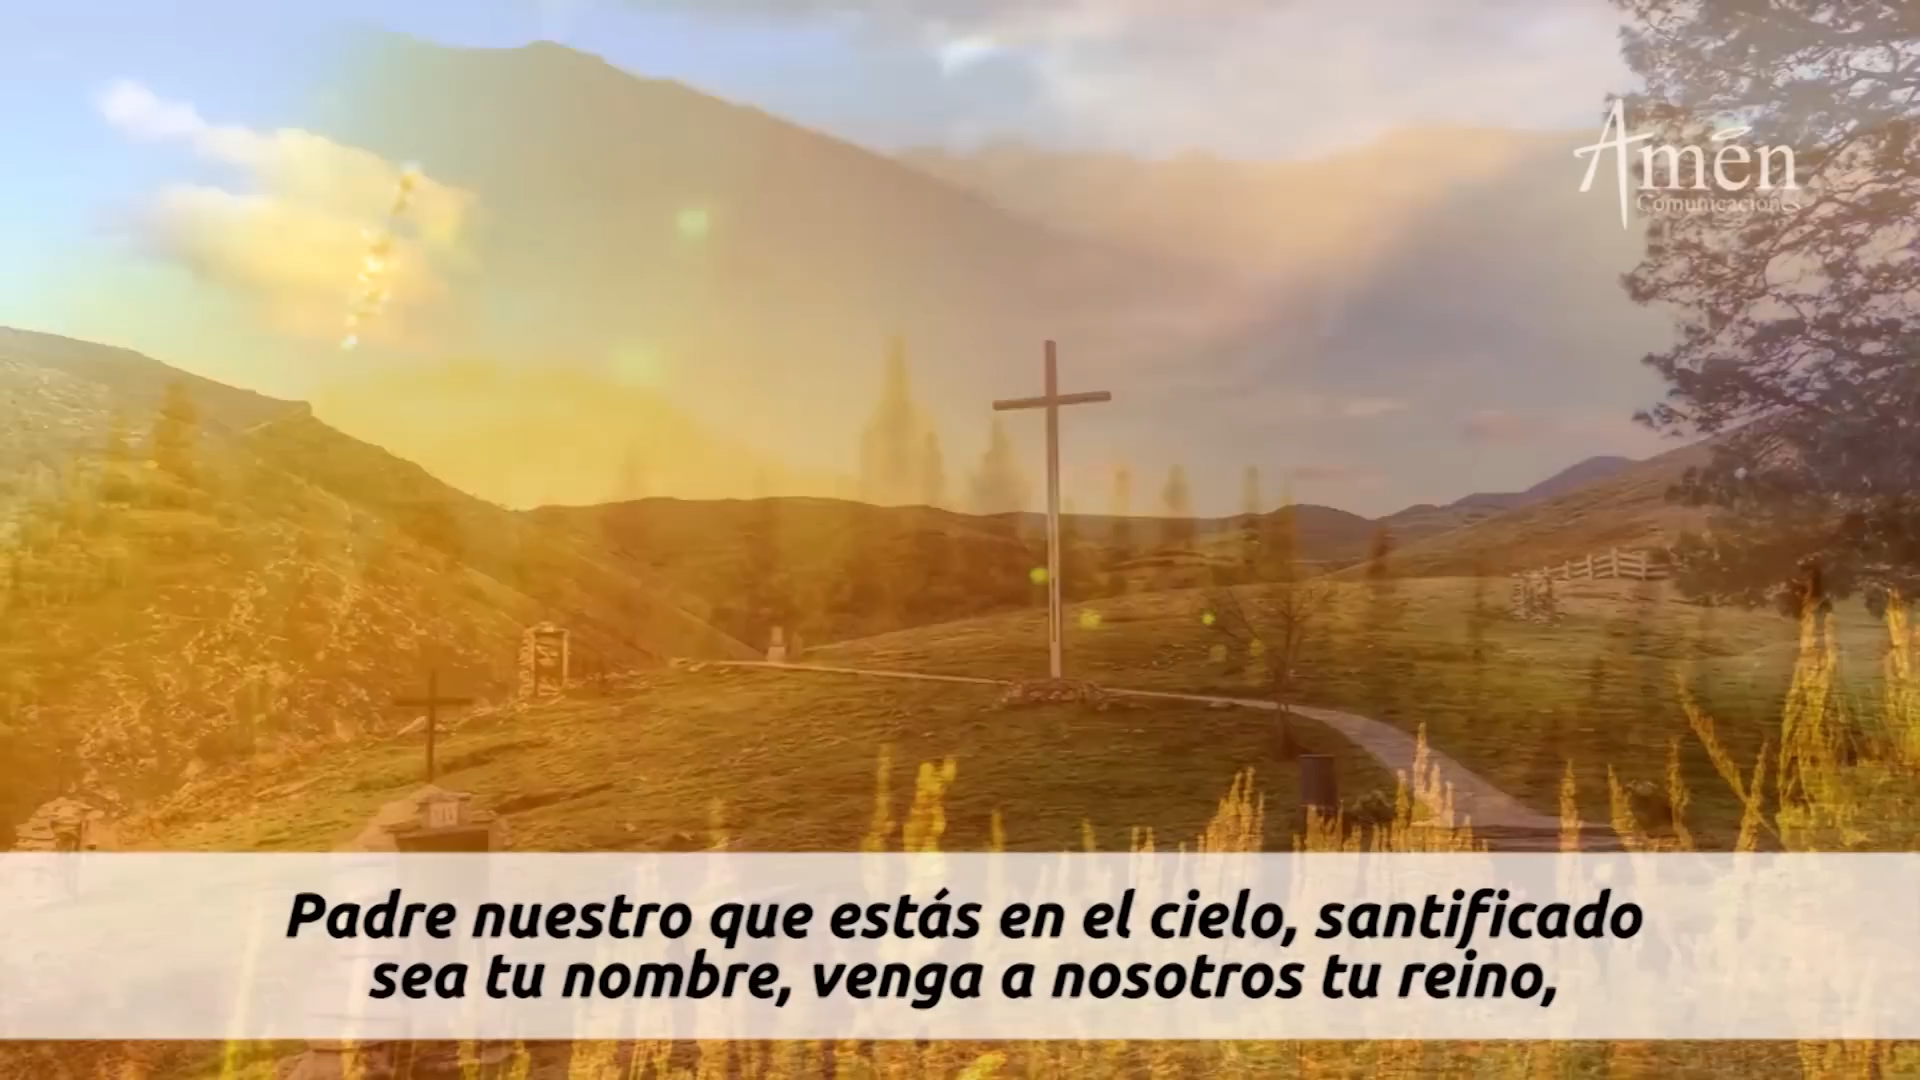 Amén
Comunicaciones
Padre nuestro que estás en el cielo, santificado
sea tu nombre, venga a nosotros tu reino,